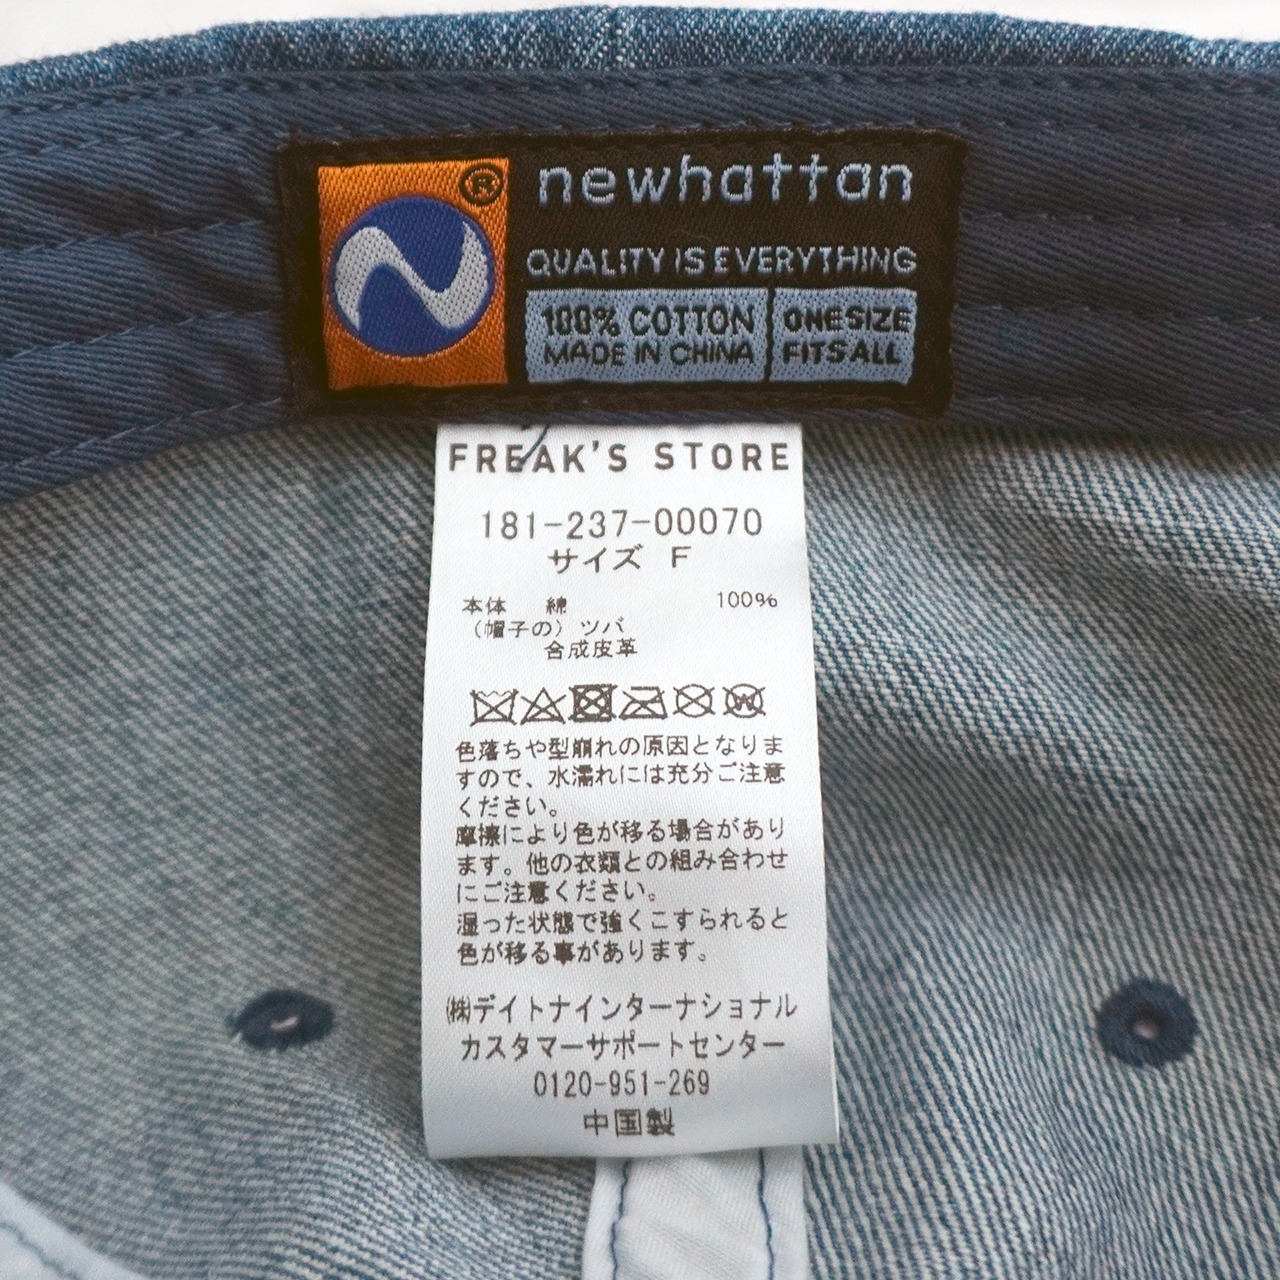 ®
newhattan
QUALITY IS EVERYTHING
100% COTTON
MADE IN CHINA
ONE SIZE
FITS ALL
FREAK'S STORE
181-237-00070
サイズ F
本体 綿 100%
(帽子の) ツバ
合成皮革
W
色落ちや型崩れの原因となりま
すので、水濡れには充分ご注意
ください。
摩擦により色が移る場合があり
ます。他の衣類との組み合わせ
にご注意ください。
湿った状態で強くこすられると
色が移る事があります。
㈱デイトナインターナショナル
カスタマーサポートセンター
0120-951-269
中国製